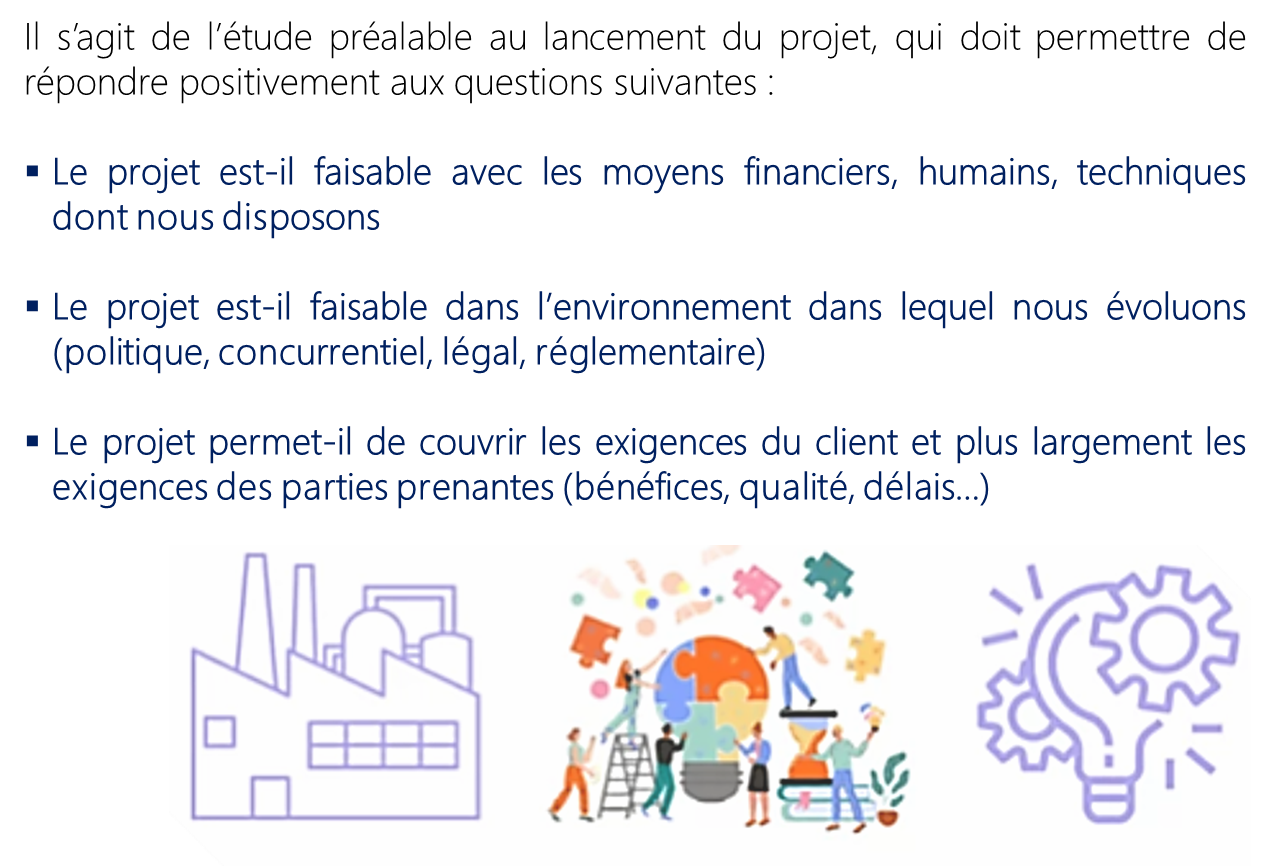 Il s’agit de l’étude préalable au lancement du projet, qui doit permettre de
répondre positivement aux questions suivantes :
▪ Le projet est-il faisable avec les moyens financiers, humains, techniques
dont nous disposons
▪ Le projet est-il faisable dans l’environnement dans lequel nous évoluons
(politique, concurrentiel, légal, réglementaire)
▪ Le projet permet-il de couvrir les exigences du client et plus largement les
exigences des parties prenantes (bénéfices, qualité, délais…)